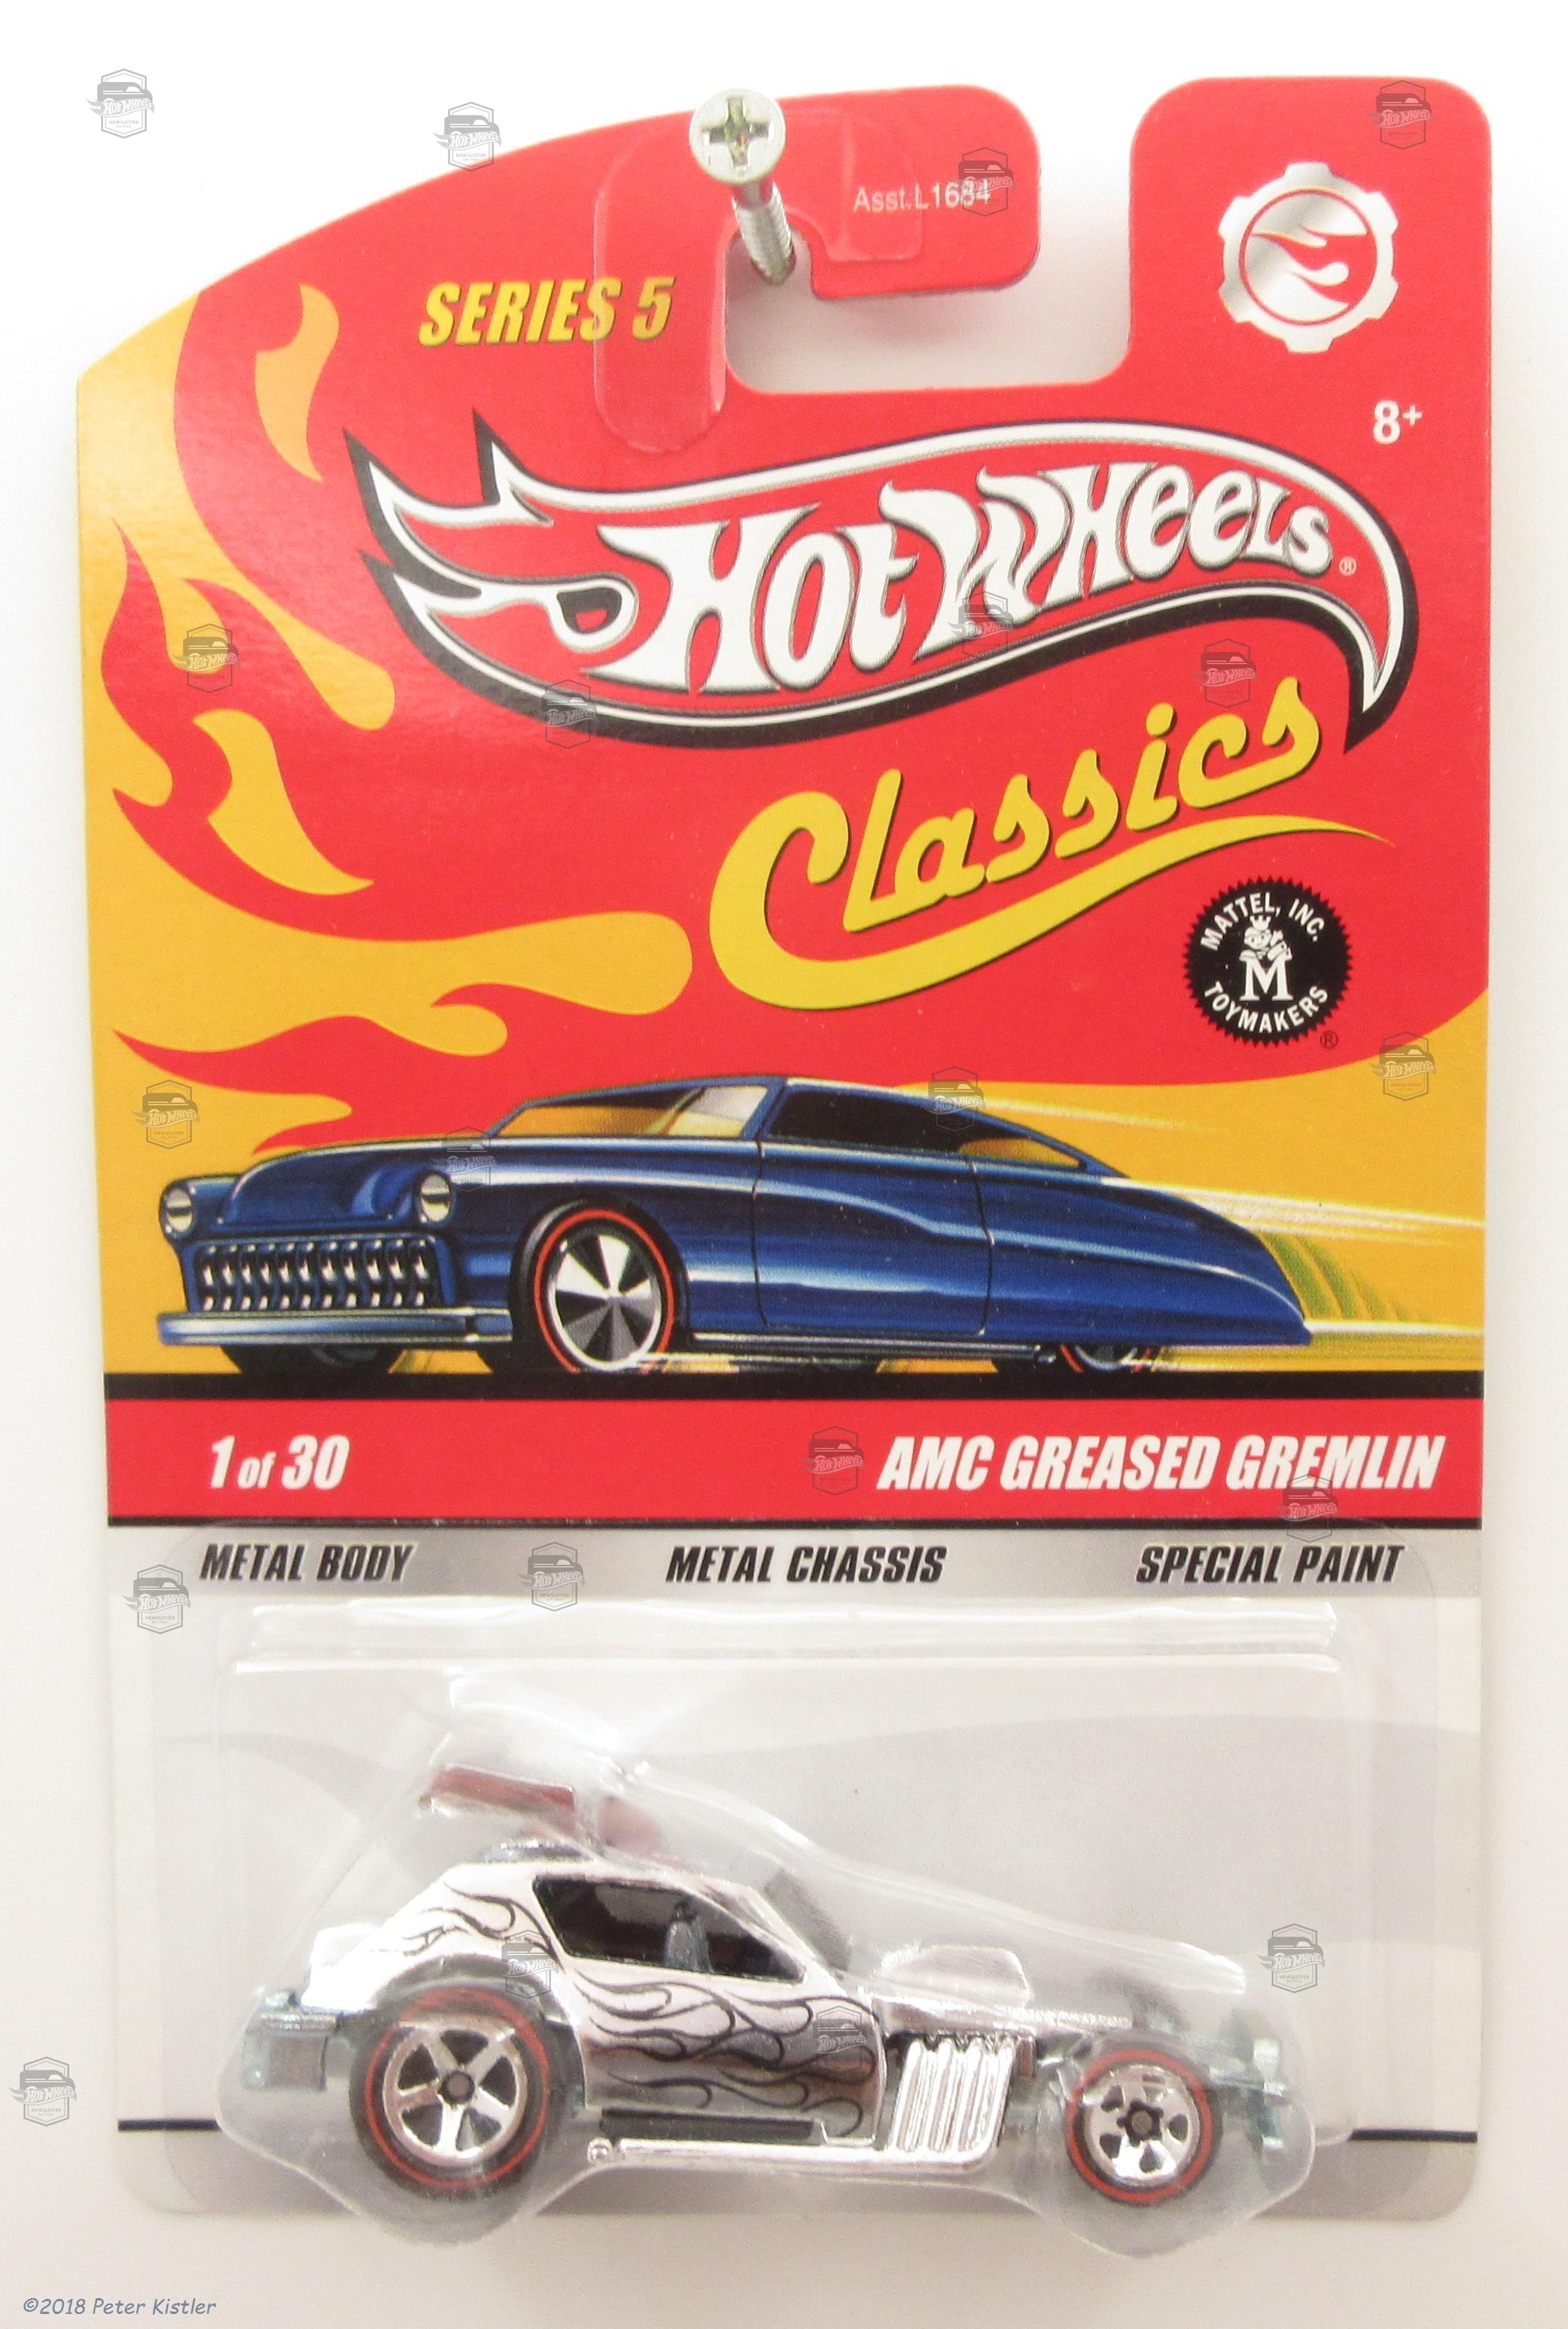 Asst.L1684
SERIES 5
8+
HOT WHEELS®
Classics
MATTEL, INC.
M
TOYMAKERS
®
1 of 30
AMC GREASED GREMLIN
METAL BODY
METAL CHASSIS
SPECIAL PAINT
©2018 Peter Kistler